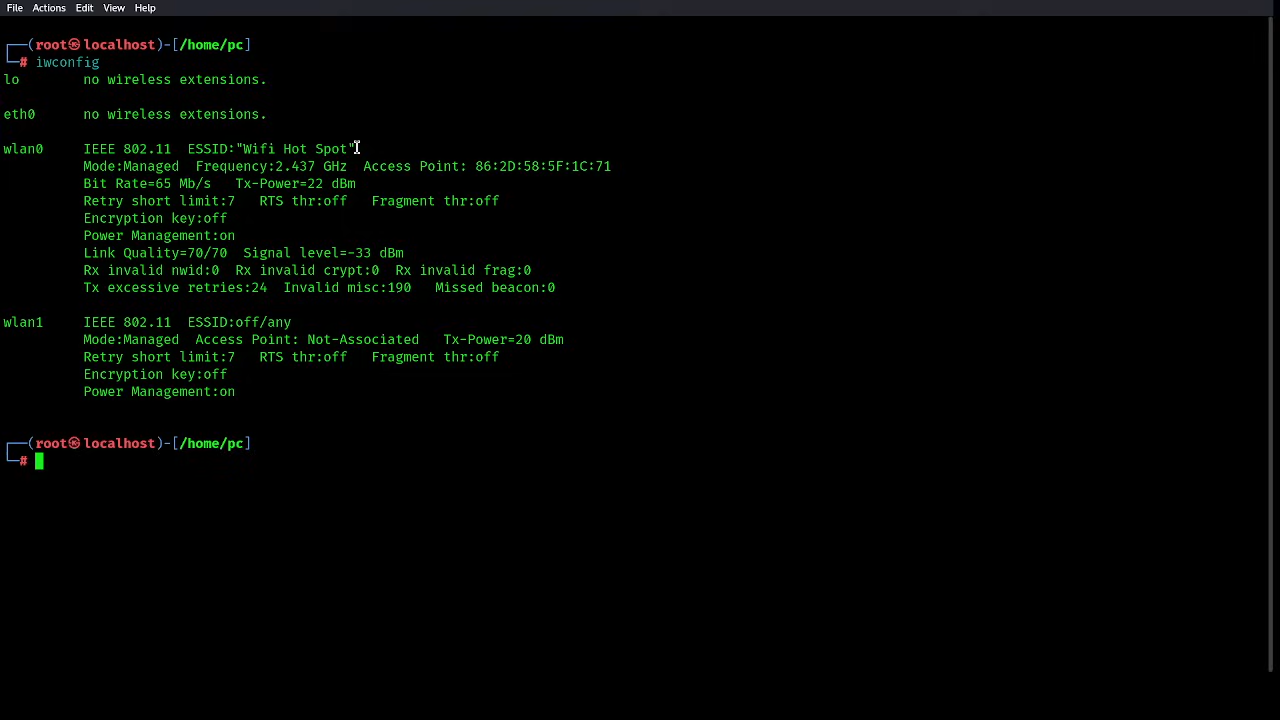 File Actions Edit View Help
┌──(root㉿localhost)-[/home/pc]
└─# iwconfig
lo        no wireless extensions.
eth0      no wireless extensions.
wlan0     IEEE 802.11  ESSID:"Wifi Hot Spot"
          Mode:Managed  Frequency:2.437 GHz  Access Point: 86:2D:58:5F:1C:71
          Bit Rate=65 Mb/s   Tx-Power=22 dBm
          Retry short limit:7   RTS thr:off   Fragment thr:off
          Encryption key:off
          Power Management:on
          Link Quality=70/70  Signal level=-33 dBm
          Rx invalid nwid:0  Rx invalid crypt:0  Rx invalid frag:0
          Tx excessive retries:24  Invalid misc:190   Missed beacon:0
wlan1     IEEE 802.11  ESSID:off/any
          Mode:Managed  Access Point: Not-Associated   Tx-Power=20 dBm
          Retry short limit:7   RTS thr:off   Fragment thr:off
          Encryption key:off
          Power Management:on
┌──(root㉿localhost)-[/home/pc]
└─#